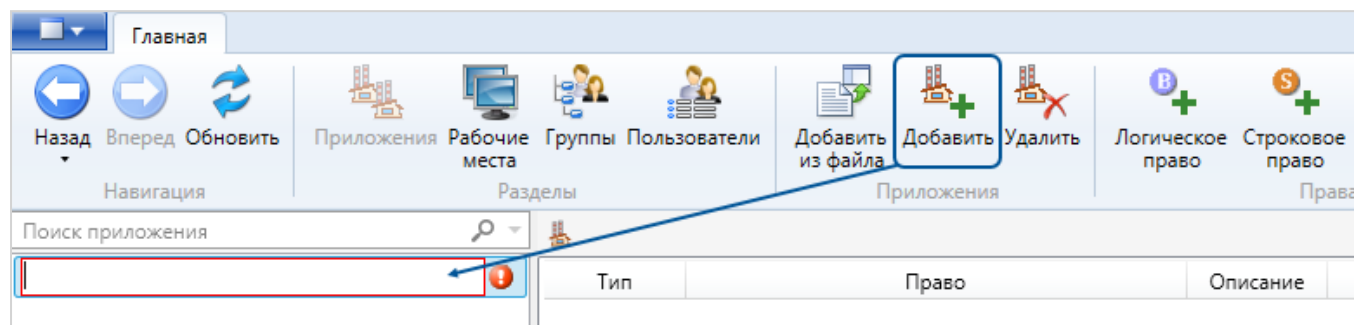 Главная
Назад Вперед Обновить Приложения Рабочие Группы Пользователи Добавить Добавить Удалить Логическое Строковое
места из файла право право
Навигация Разделы Приложения Права
Поиск приложения
Тип Право Описание